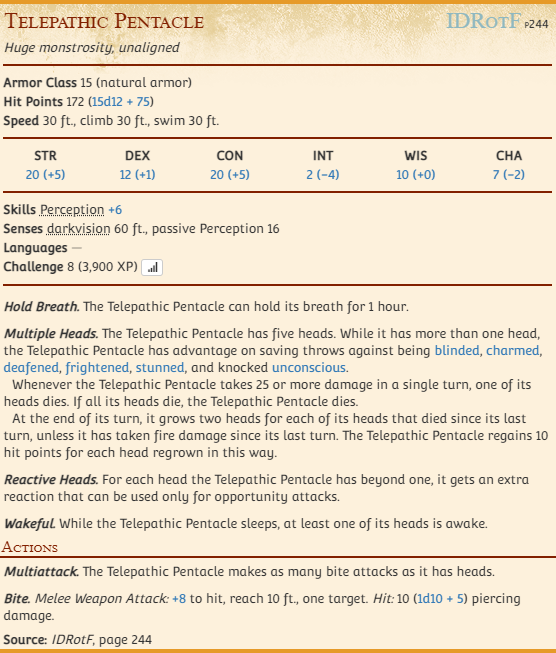 Telepathic Pentacle IDRotF p244
Huge monstrosity, unaligned
Armor Class 15 (natural armor)
Hit Points 172 (15d12 + 75)
Speed 30 ft., climb 30 ft., swim 30 ft.
STR DEX CON INT WIS CHA
20 (+5) 12 (+1) 20 (+5) 2 (−4) 10 (+0) 7 (−2)
Skills Perception +6
Senses darkvision 60 ft., passive Perception 16
Languages —
Challenge 8 (3,900 XP)
Hold Breath. The Telepathic Pentacle can hold its breath for 1 hour.
Multiple Heads. The Telepathic Pentacle has five heads. While it has more than one head,
the Telepathic Pentacle has advantage on saving throws against being blinded, charmed,
deafened, frightened, stunned, and knocked unconscious.
Whenever the Telepathic Pentacle takes 25 or more damage in a single turn, one of its
heads dies. If all its heads die, the Telepathic Pentacle dies.
At the end of its turn, it grows two heads for each of its heads that died since its last
turn, unless it has taken fire damage since its last turn. The Telepathic Pentacle regains 10
hit points for each head regrown in this way.
Reactive Heads. For each head the Telepathic Pentacle has beyond one, it gets an extra
reaction that can be used only for opportunity attacks.
Wakeful. While the Telepathic Pentacle sleeps, at least one of its heads is awake.
Actions
Multiattack. The Telepathic Pentacle makes as many bite attacks as it has heads.
Bite. Melee Weapon Attack: +8 to hit, reach 10 ft., one target. Hit: 10 (1d10 + 5) piercing
damage.
Source: IDRotF, page 244